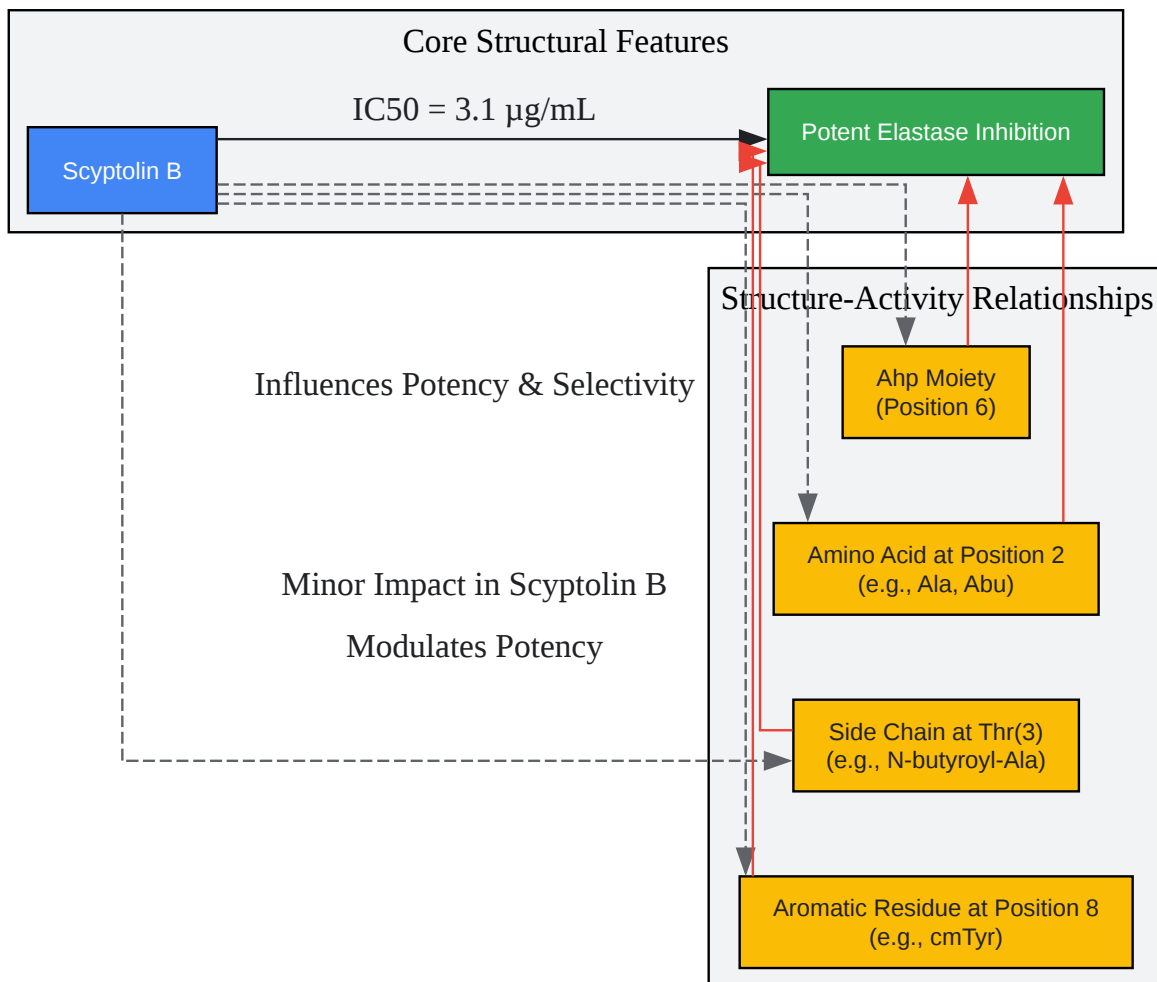 Core Structural Features
IC50 = 3.1 µg/mL
Potent Elastase Inhibition
Scyptolin B
Structure-Activity Relationships
Influences Potency & Selectivity
Ahp Moiety
(Position 6)
Amino Acid at Position 2
(e.g., Ala, Abu)
Minor Impact in Scyptolin B
Modulates Potency
Side Chain at Thr(3)
(e.g., N-butyroyl-Ala)
Aromatic Residue at Position 8
(e.g., cmTyr)